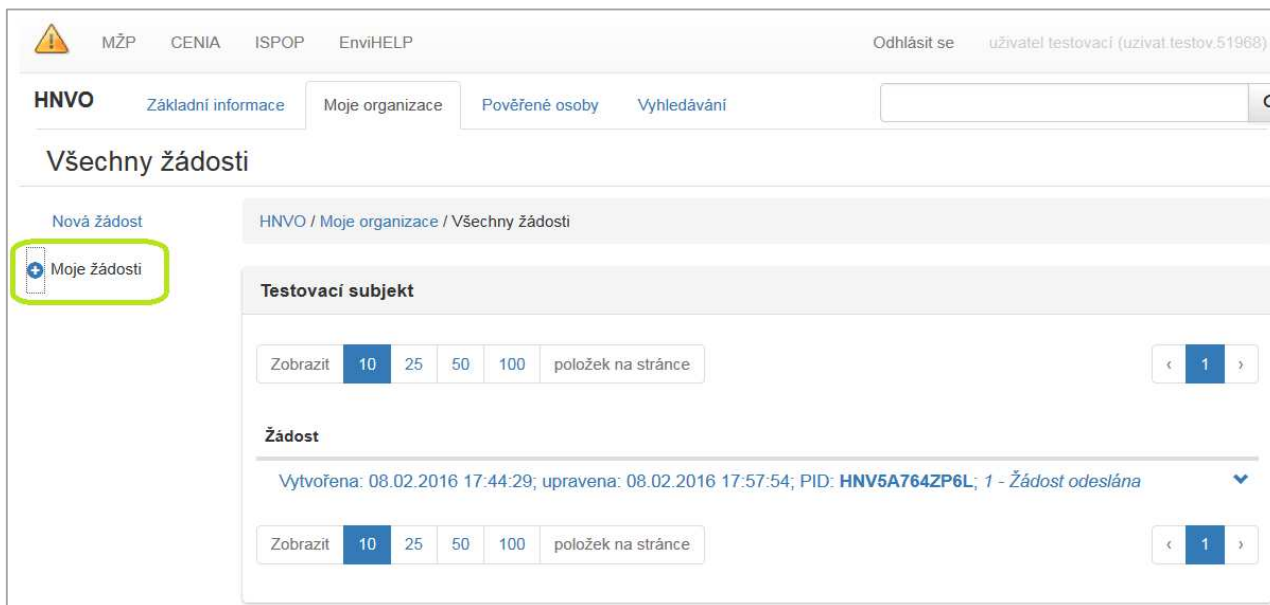 MŽP CENIA ISPOP EnviHELP Odhlásit se uživatel testovací (uzivat.testov.51968)
HNVO Základní informace Moje organizace Pověřené osoby Vyhledávání
Všechny žádosti
Nová žádost
Moje žádosti
HNVO / Moje organizace / Všechny žádosti
Testovací subjekt
Zobrazit 10 25 50 100 položek na stránce ‹ 1 ›
Žádost
Vytvořena: 08.02.2016 17:44:29; upravena: 08.02.2016 17:57:54; PID: HNV5A764ZP6L; 1 - Žádost odeslána
Zobrazit 10 25 50 100 položek na stránce ‹ 1 ›